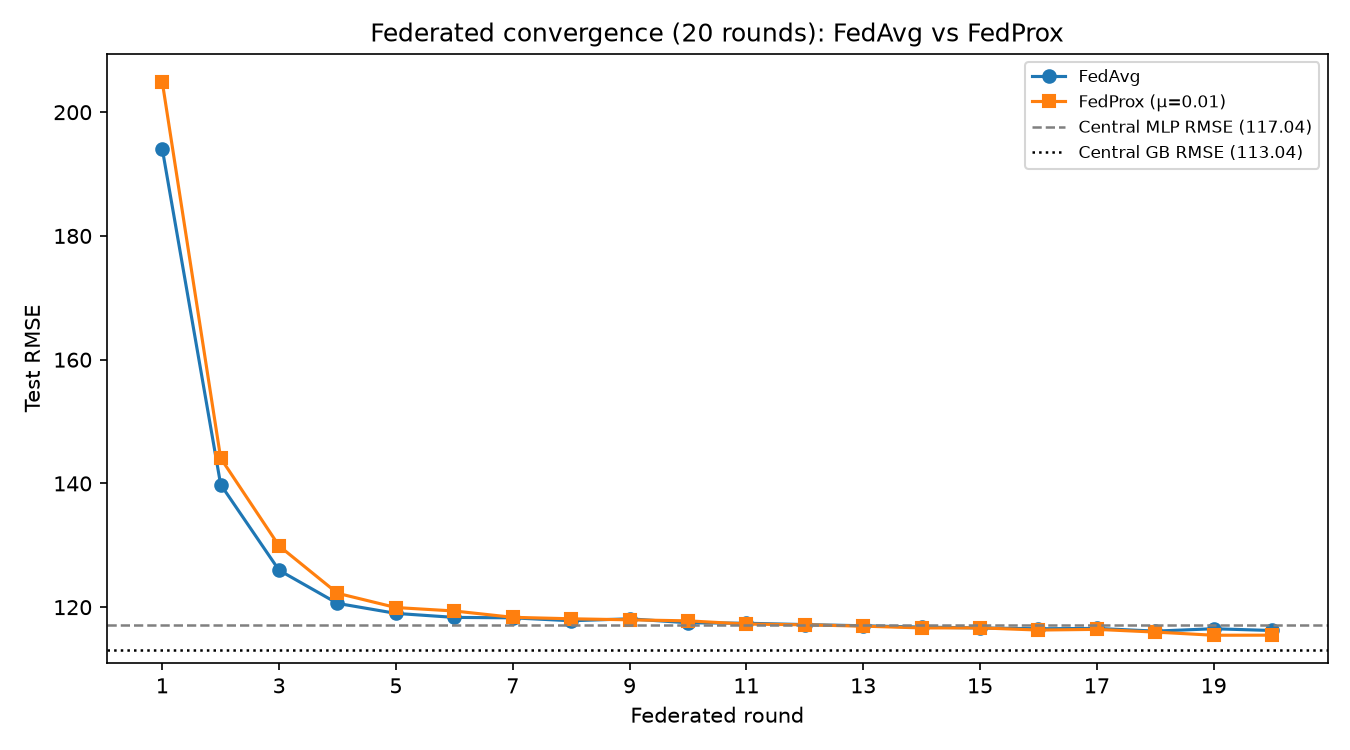 Federated convergence (20 rounds): FedAvg vs FedProx
FedAvg
FedProx (μ=0.01)
Central MLP RMSE (117.04)
Central GB RMSE (113.04)
Test RMSE
200
180
160
140
120
1 3 5 7 9 11 13 15 17 19
Federated round